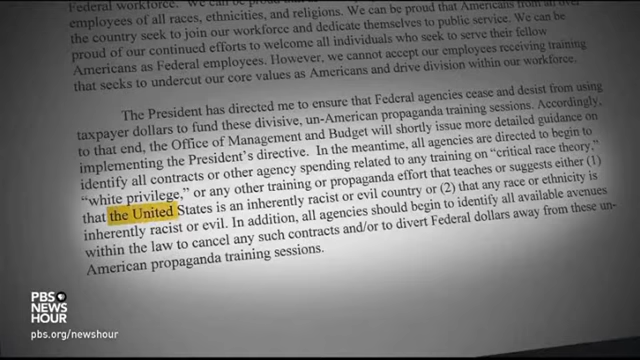 Federal workforce. We can be
employees of all races, ethnicities, and religions. We can be proud that Americans from all over
the country seek to join our workforce and dedicate themselves to public service. We can be
proud of our continued efforts to welcome all individuals who seek to serve their fellow
Americans as Federal employees. However, we cannot accept our employees receiving training
that seeks to undercut our core values as Americans and drive division within our workforce.
The President has directed me to ensure that Federal agencies cease and desist from using
taxpayer dollars to fund these divisive, un-American propaganda training sessions. Accordingly,
to that end, the Office of Management and Budget will shortly issue more detailed guidance on
implementing the President's directive. In the meantime, all agencies are directed to begin to
identify all contracts or other agency spending related to any training on “critical race theory,”
“white privilege,” or any other training or propaganda effort that teaches or suggests either (1)
that the United States is an inherently racist or evil country or (2) that any race or ethnicity is
inherently racist or evil. In addition, all agencies should begin to identify all available avenues
within the law to cancel any such contracts and/or to divert Federal dollars away from these un-
American propaganda training sessions.
PBS
NEWS
HOUR
pbs.org/newshour